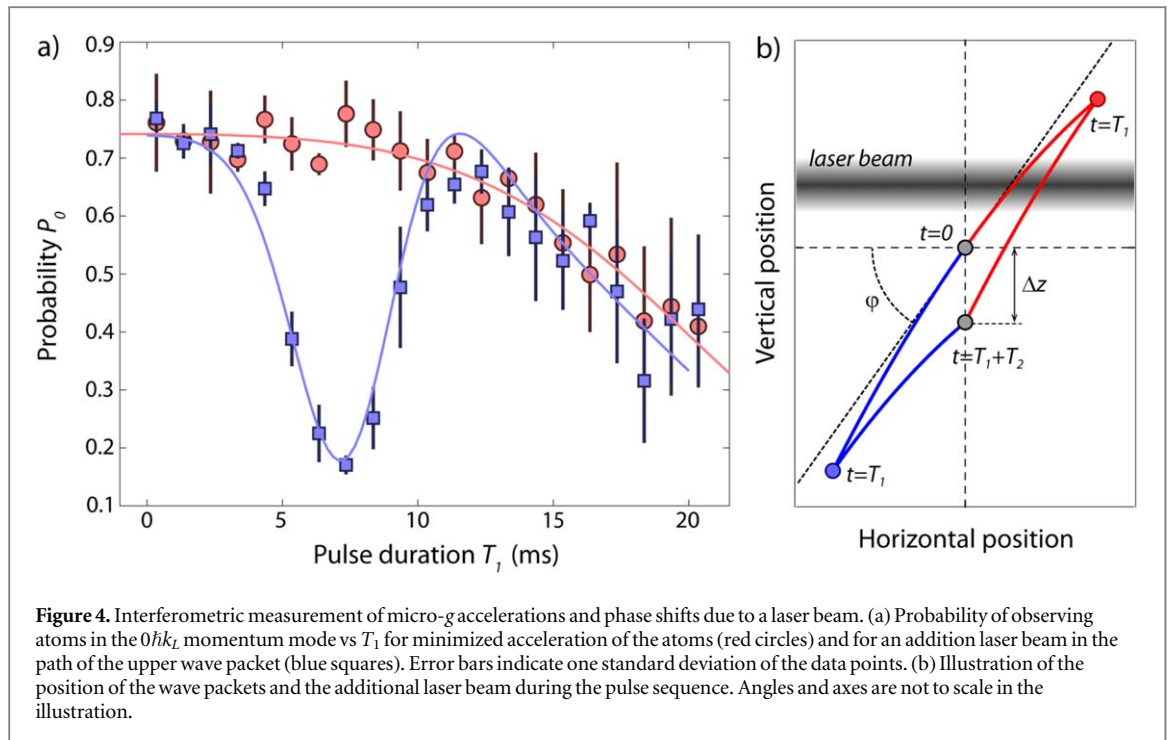 a)
0.9
0.8
0.7
0.6
0.5
0.4
0.3
0.2
0.1
Probability P₀
0
5
10
15
20
Pulse duration T₁ (ms)
b)
laser beam
t=T₁
t=0
Δz
φ
t=T₁+T₂
t=T₁
Vertical position
Horizontal position
Figure 4. Interferometric measurement of micro-g accelerations and phase shifts due to a laser beam. (a) Probability of observing
atoms in the 0ℏk_L momentum mode vs T₁ for minimized acceleration of the atoms (red circles) and for an addition laser beam in the
path of the upper wave packet (blue squares). Error bars indicate one standard deviation of the data points. (b) Illustration of the
position of the wave packets and the additional laser beam during the pulse sequence. Angles and axes are not to scale in the
illustration.